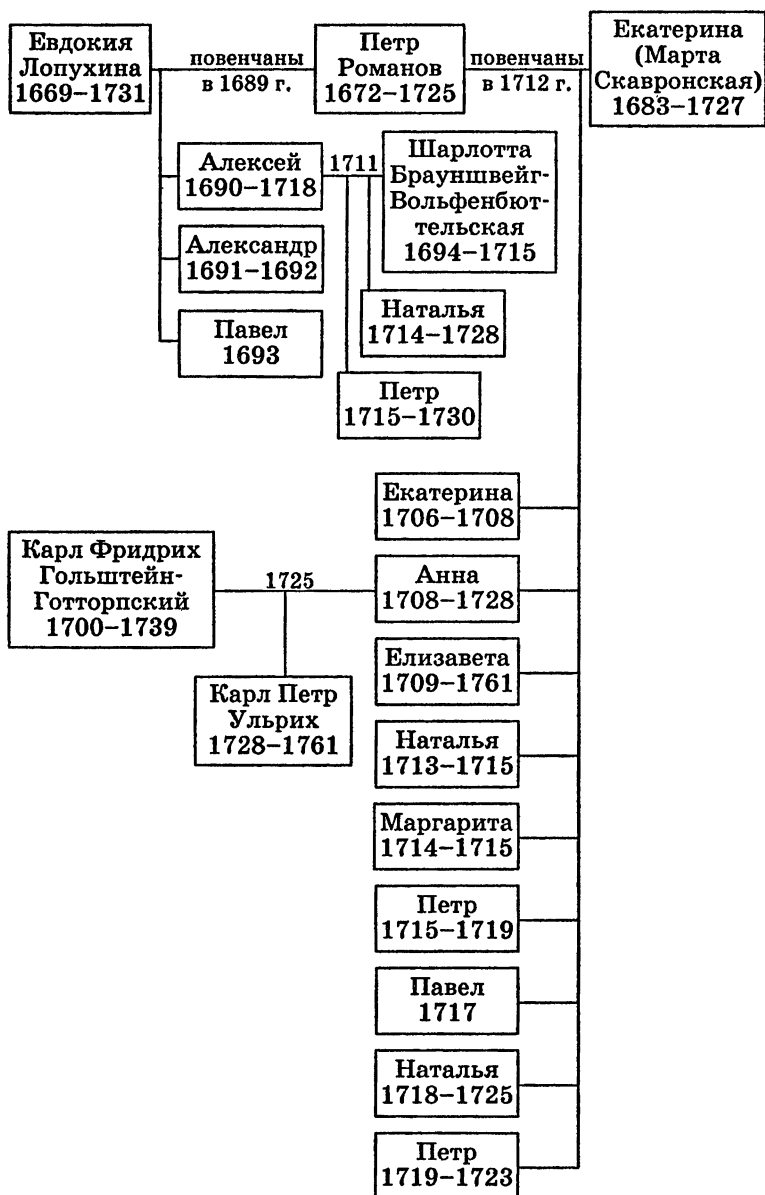 Евдокия
Лопухина
1669–1731
повенчаны
в 1689 г.
Петр
Романов
1672–1725
повенчаны
в 1712 г.
Екатерина
(Марта
Скавронская)
1683–1727
Алексей
1690–1718
1711
Шарлотта
Брауншвейг-
Вольфенбют-
тельская
1694–1715
Александр
1691–1692
Наталья
1714–1728
Павел
1693
Петр
1715–1730
Екатерина
1706–1708
Карл Фридрих
Гольштейн-
Готторпский
1700–1739
1725
Анна
1708–1728
Елизавета
1709–1761
Карл Петр
Ульрих
1728–1761
Наталья
1713–1715
Маргарита
1714–1715
Петр
1715–1719
Павел
1717
Наталья
1718–1725
Петр
1719–1723